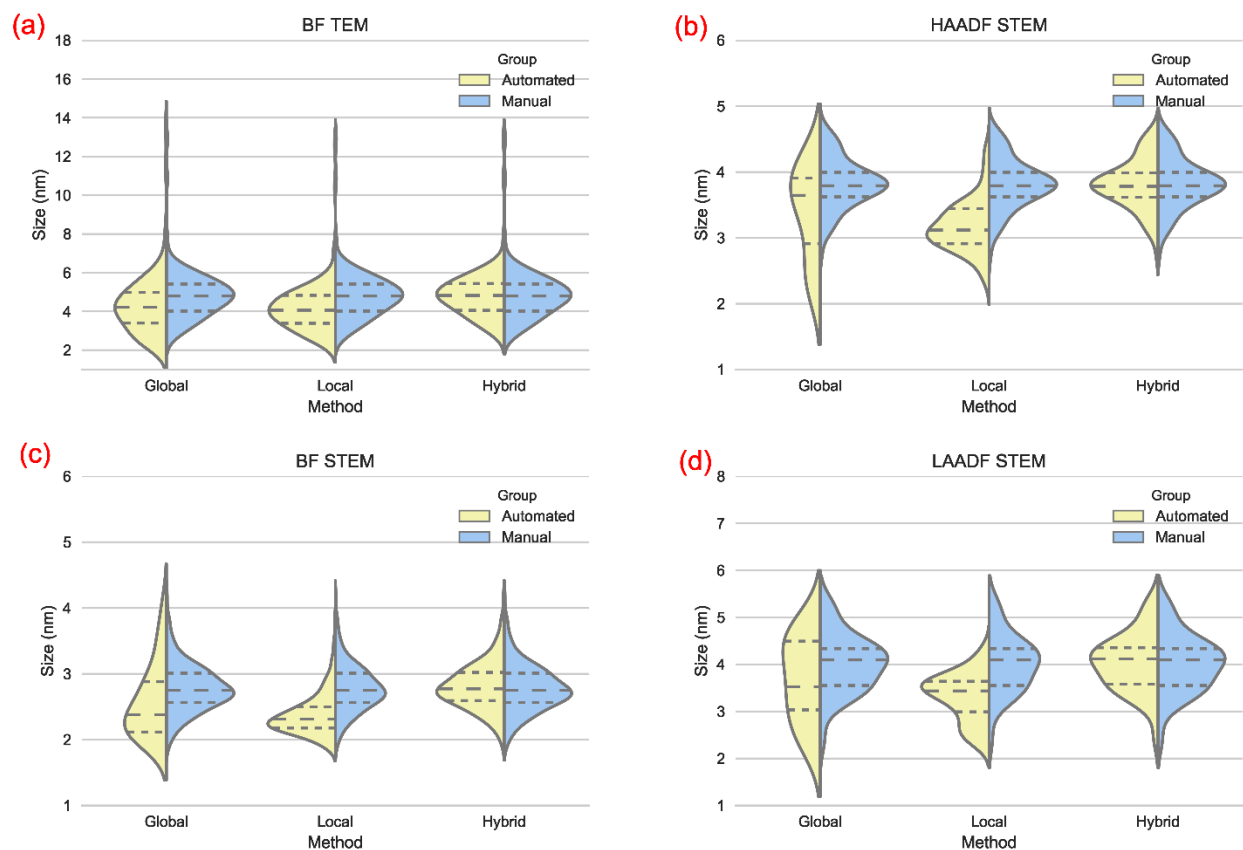 (a)
BF TEM
Group
Automated
Manual
Size (nm)
18
16
14
12
10
8
6
4
2
Global Local Hybrid
Method
(b)
HAADF STEM
Group
Automated
Manual
Size (nm)
6
5
4
3
2
1
Global Local Hybrid
Method
(c)
BF STEM
Group
Automated
Manual
Size (nm)
6
5
4
3
2
1
Global Local Hybrid
Method
(d)
LAADF STEM
Group
Automated
Manual
Size (nm)
8
7
6
5
4
3
2
1
Global Local Hybrid
Method